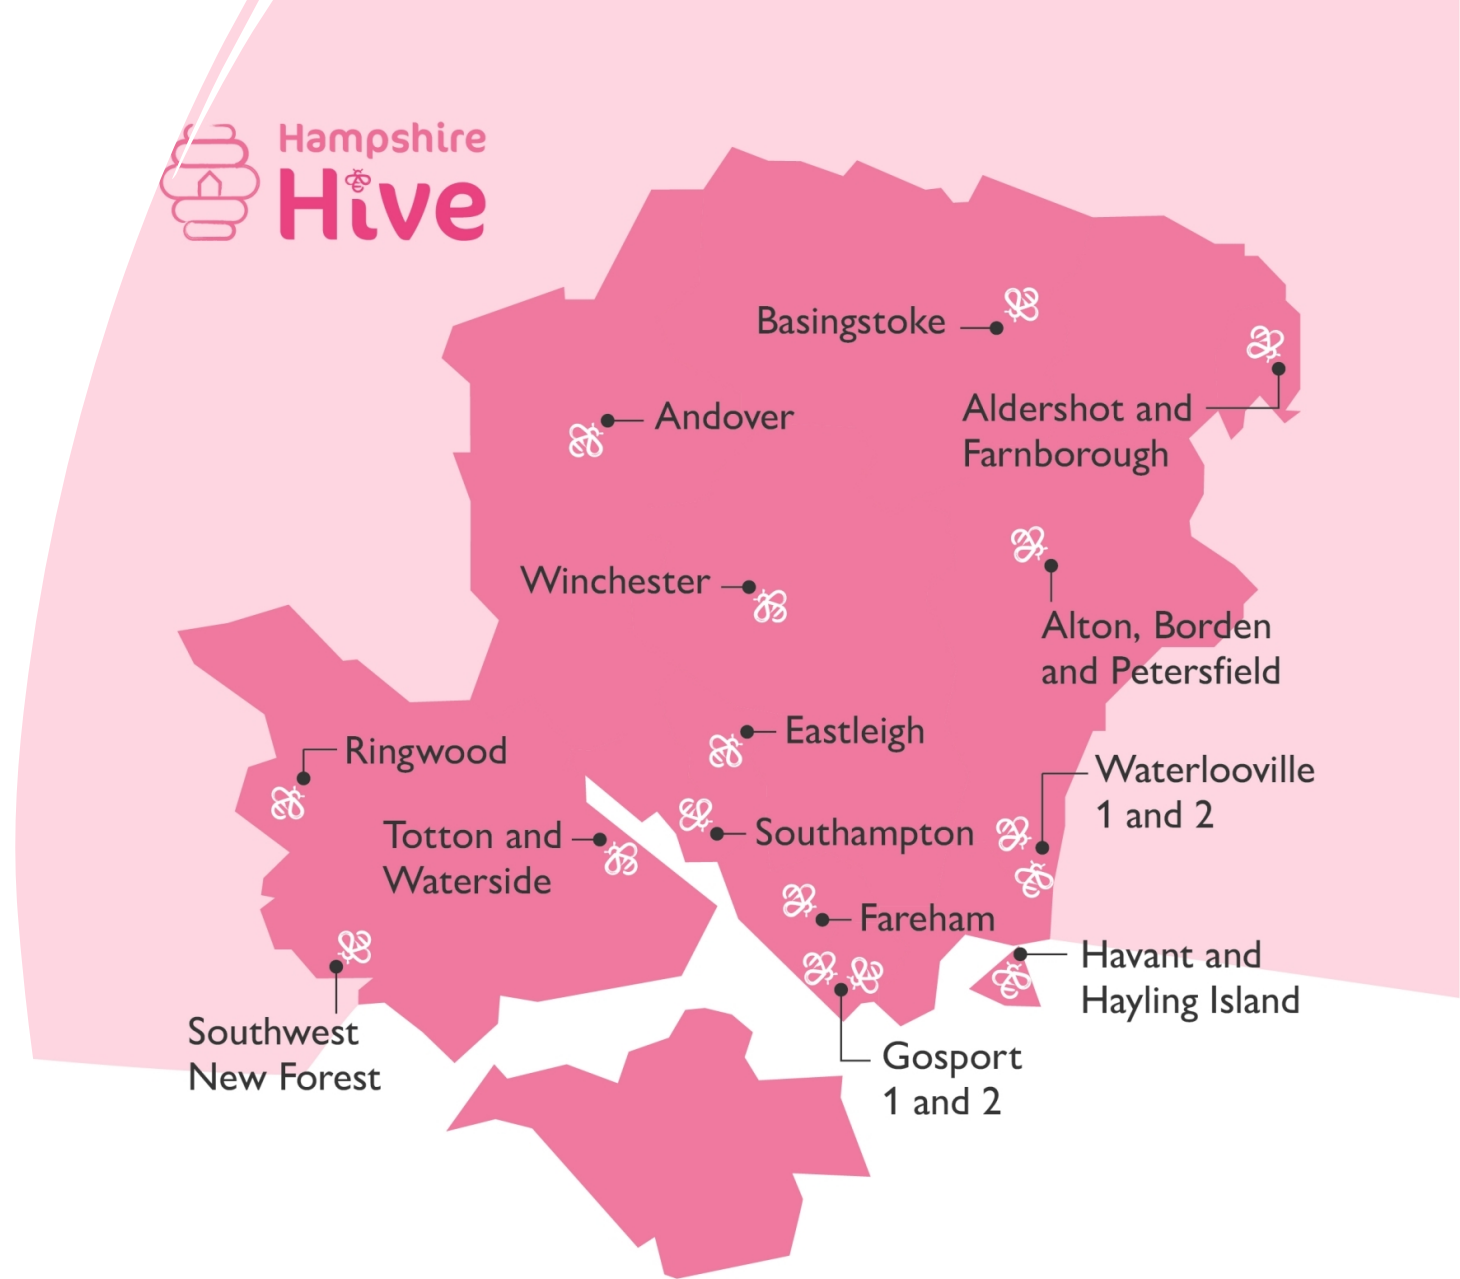 Hampshire
Hive
Basingstoke
Aldershot and
Farnborough
Andover
Winchester
Alton, Borden
and Petersfield
Eastleigh
Ringwood
Waterlooville
1 and 2
Totton and
Waterside
Southampton
Fareham
Havant and
Hayling Island
Southwest
New Forest
Gosport
1 and 2